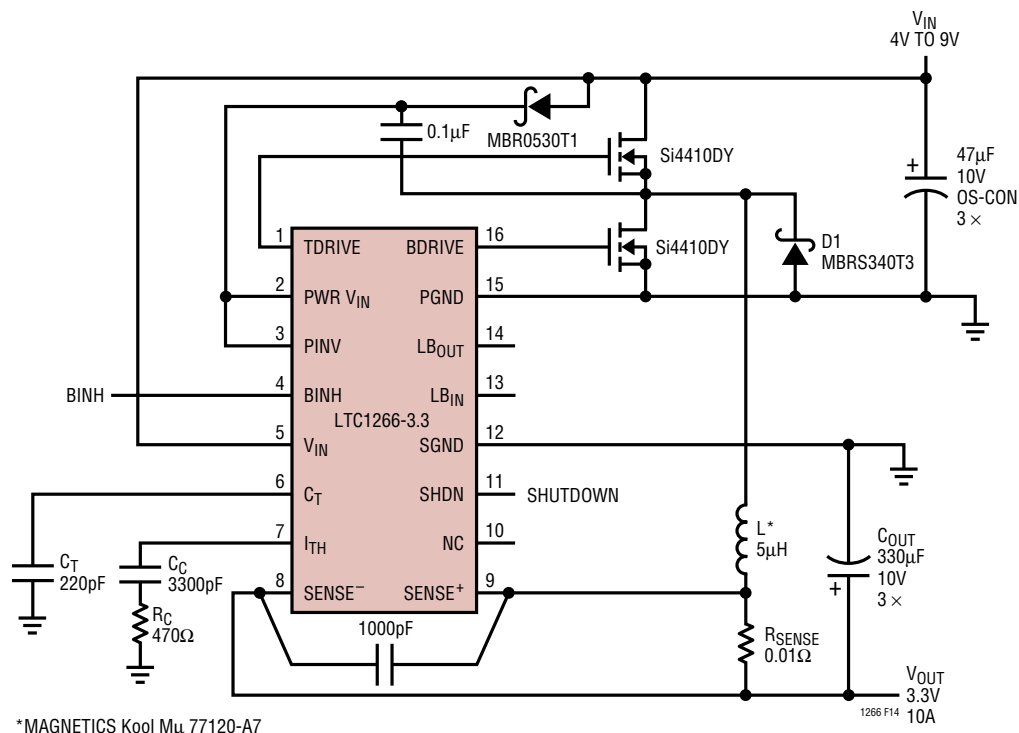 V_IN
4V TO 9V
MBR0530T1
0.1µF
Si4410DY
+
47µF
10V
OS-CON
3 ×
1
TDRIVE
BDRIVE
16
Si4410DY
D1
MBRS340T3
2
PWR V_IN
PGND
15
3
PINV
LB_OUT
14
BINH
4
BINH
LB_IN
13
LTC1266-3.3
5
V_IN
SGND
12
6
C_T
SHDN
11
SHUTDOWN
7
I_TH
NC
10
L*
5µH
C_OUT
330µF
10V
3 ×
+
C_T
220pF
C_C
3300pF
8
SENSE⁻
SENSE⁺
9
R_C
470Ω
1000pF
R_SENSE
0.01Ω
V_OUT
3.3V
10A
1266 F14
*MAGNETICS Kool Mµ 77120-A7